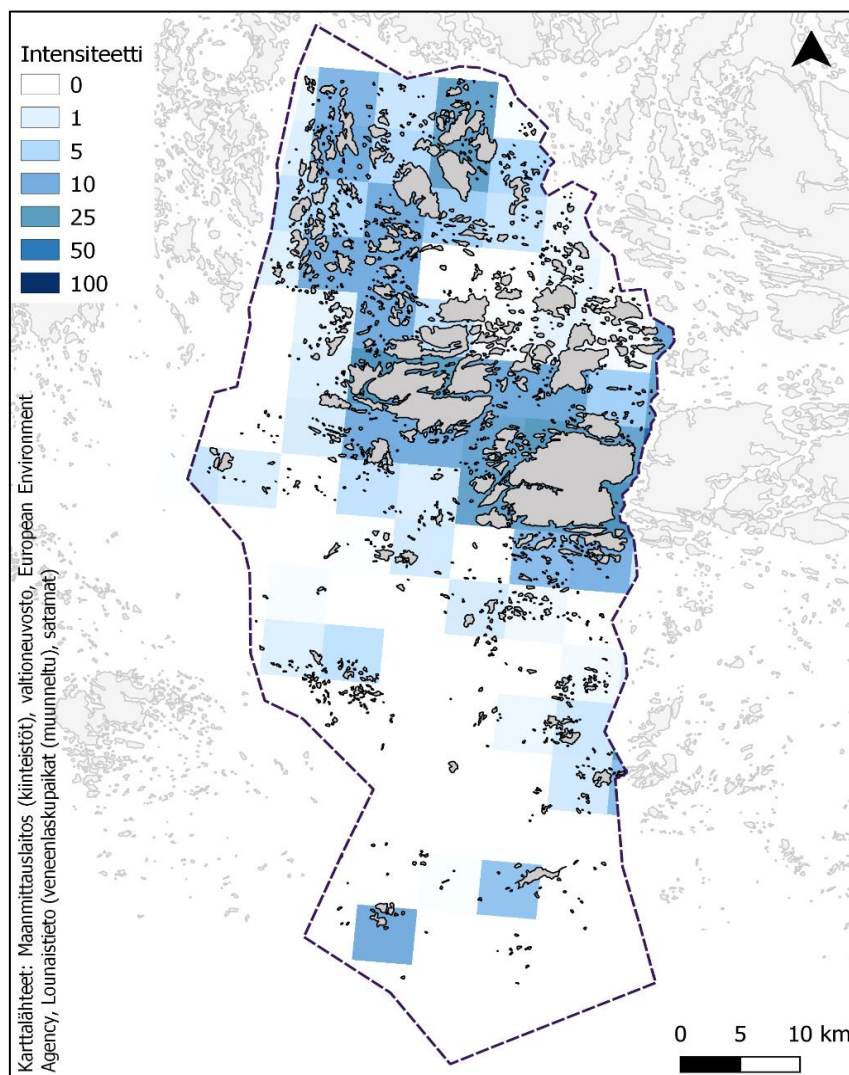 Intensiteetti
0
1
5
10
25
50
100
Karttalähteet: Maanmittauslaitos (kiinteistöt), valtioneuvosto, European Environment
Agency, Lounaistieto (veneenlaskupaikat (muunneltu), satamat)
0 5 10 km